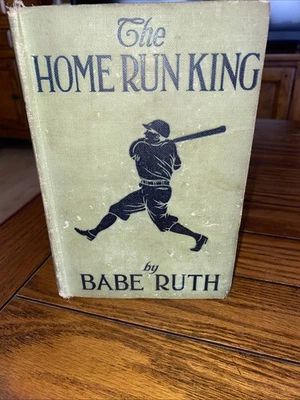 The
HOME RUN KING
by
BABE RUTH